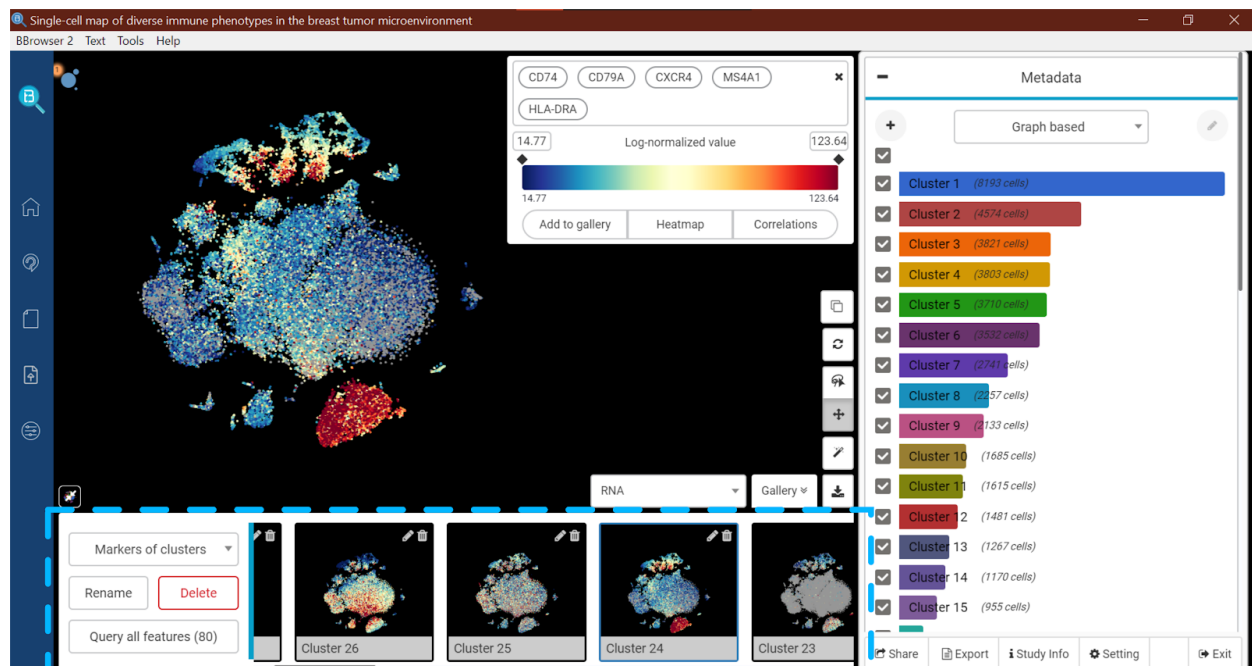 Single-cell map of diverse immune phenotypes in the breast tumor microenvironment
BBrowser 2 Text Tools Help
1
B
CD74 CD79A CXCR4 MS4A1
HLA-DRA
14.77 Log-normalized value 123.64
14.77 123.64
Add to gallery Heatmap Correlations
RNA Gallery
Markers of clusters
Rename Delete
Query all features (80)
Cluster 26 Cluster 25 Cluster 24 Cluster 23
Metadata
Graph based
Cluster 1 (8193 cells)
Cluster 2 (4574 cells)
Cluster 3 (3821 cells)
Cluster 4 (3803 cells)
Cluster 5 (3710 cells)
Cluster 6 (3532 cells)
Cluster 7 (2741 cells)
Cluster 8 (2257 cells)
Cluster 9 (2133 cells)
Cluster 10 (1685 cells)
Cluster 11 (1615 cells)
Cluster 12 (1481 cells)
Cluster 13 (1267 cells)
Cluster 14 (1170 cells)
Cluster 15 (955 cells)
Share Export Study Info Setting Exit